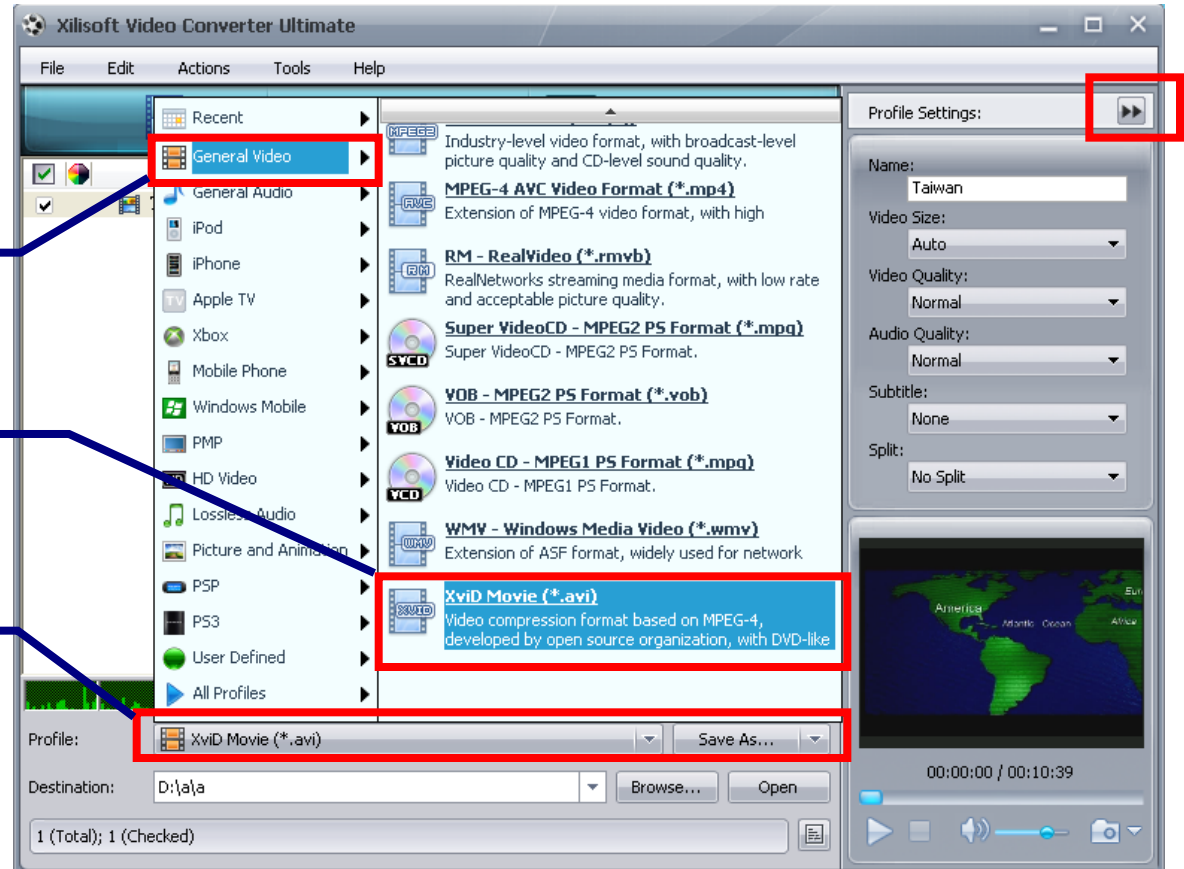 Xilisoft Video Converter Ultimate
File Edit Actions Tools Help
Recent
General Video
General Audio
iPod
iPhone
Apple TV
Xbox
Mobile Phone
Windows Mobile
PMP
HD Video
Lossless Audio
Picture and Animation
PSP
PS3
User Defined
All Profiles
MPEG2
Industry-level video format, with broadcast-level
picture quality and CD-level sound quality.
AVC
MPEG-4 AVC Video Format (*.mp4)
Extension of MPEG-4 video format, with high
RM
RM - RealVideo (*.rmvb)
RealNetworks streaming media format, with low rate
and acceptable picture quality.
SVCD
Super VideoCD - MPEG2 PS Format (*.mpg)
Super VideoCD - MPEG2 PS Format.
VOB
VOB - MPEG2 PS Format (*.vob)
VOB - MPEG2 PS Format.
VCD
Video CD - MPEG1 PS Format (*.mpg)
Video CD - MPEG1 PS Format.
WMV
WMV - Windows Media Video (*.wmv)
Extension of ASF format, widely used for network
XVID
XviD Movie (*.avi)
Video compression format based on MPEG-4,
developed by open source organization, with DVD-like
Profile: XviD Movie (*.avi) Save As...
Destination: D:\a\a Browse... Open
1 (Total); 1 (Checked)
Profile Settings:
Name:
Taiwan
Video Size:
Auto
Video Quality:
Normal
Audio Quality:
Normal
Subtitle:
None
Split:
No Split
America
Atlantic Ocean
Africa
00:00:00 / 00:10:39